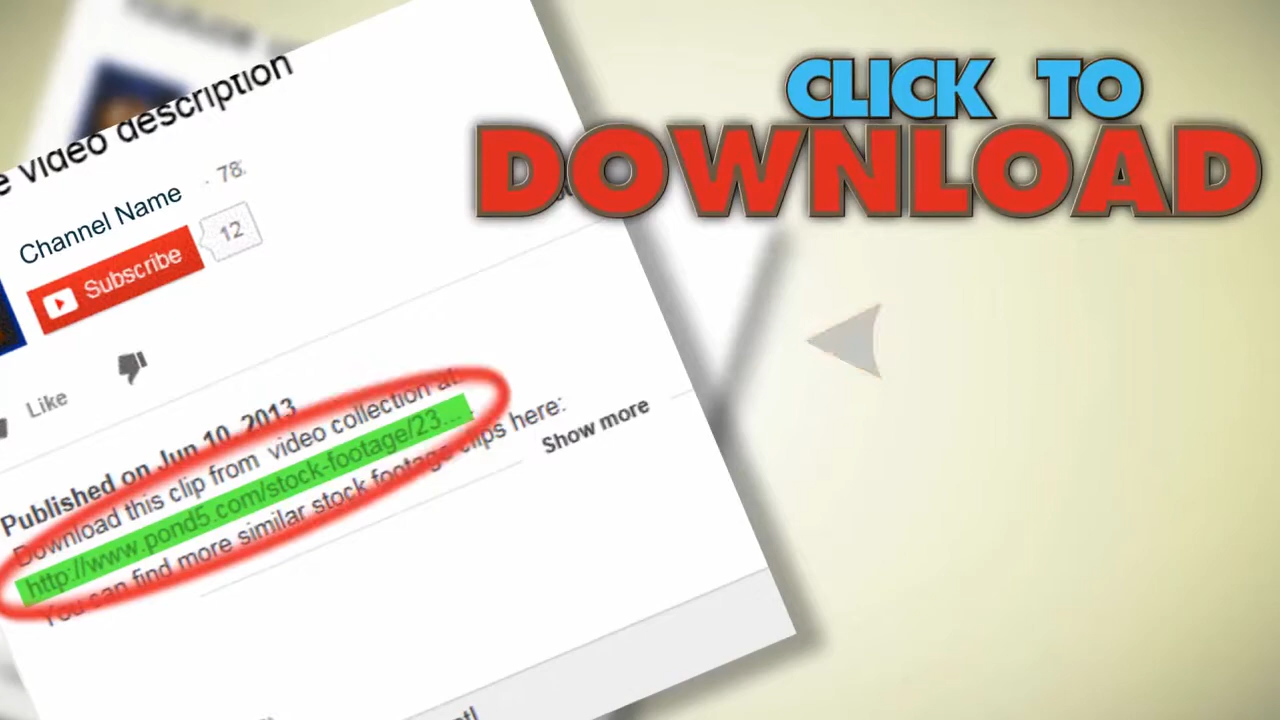 CLICK TO
DOWNLOAD
e video description
Channel Name
Subscribe
12
Like
Published on Jun 10, 2013
Download this clip from video collection at
http://www.pond5.com/stock-footage/23...
You can find more similar stock footage clips here:
Show more